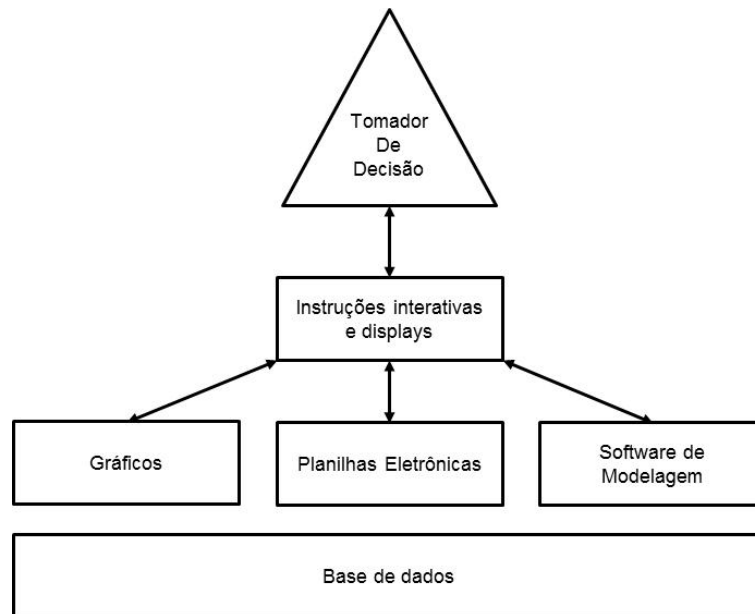 Tomador
De
Decisão
Instruções interativas
e displays
Gráficos
Planilhas Eletrônicas
Software de
Modelagem
Base de dados